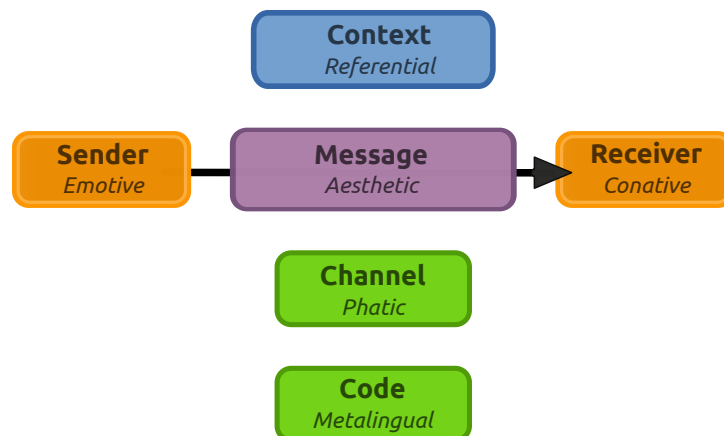 Context
Referential
Sender
Emotive
Message
Aesthetic
Receiver
Conative
Channel
Phatic
Code
Metalingual